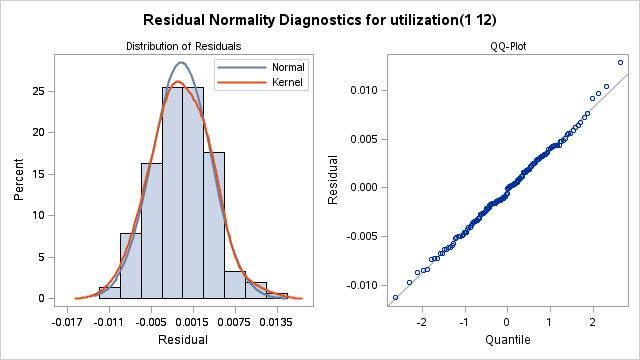 Residual Normality Diagnostics for utilization(1 12)
Distribution of Residuals
QQ-Plot
Normal
Kernel
Percent
25
20
15
10
5
0
-0.017 -0.011 -0.005 0.0015 0.0075 0.0135
Residual
Residual
0.010
0.005
0.000
-0.005
-0.010
-2 -1 0 1 2
Quantile